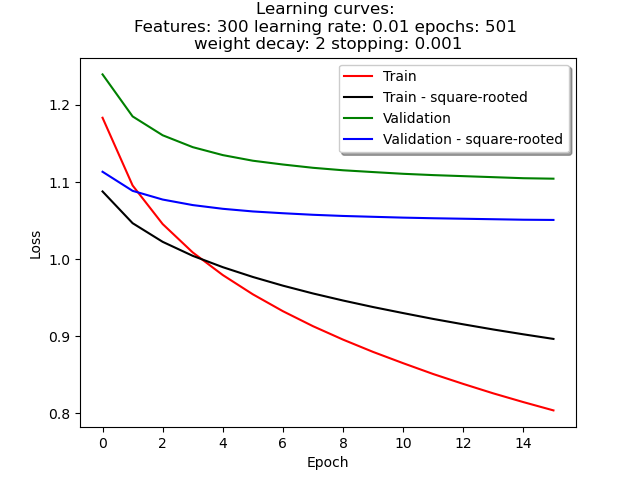 Learning curves:
Features: 300 learning rate: 0.01 epochs: 501
weight decay: 2 stopping: 0.001
Train
Train - square-rooted
Validation
Validation - square-rooted
Loss
1.2
1.1
1.0
0.9
0.8
0 2 4 6 8 10 12 14
Epoch